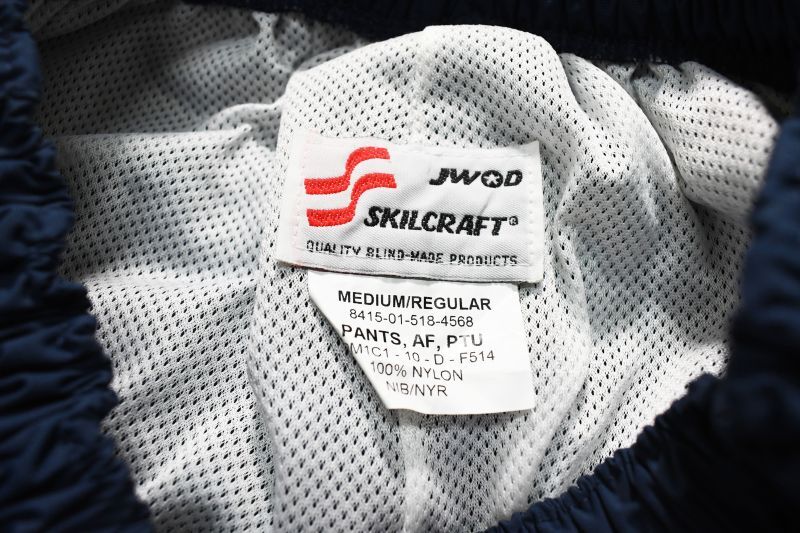 JWOD
SKILCRAFT®
QUALITY BLIND-MADE PRODUCTS
MEDIUM/REGULAR
8415-01-518-4568
PANTS, AF, PTU
M1C1 - 10 - D - F514
100% NYLON
NIB/NYR